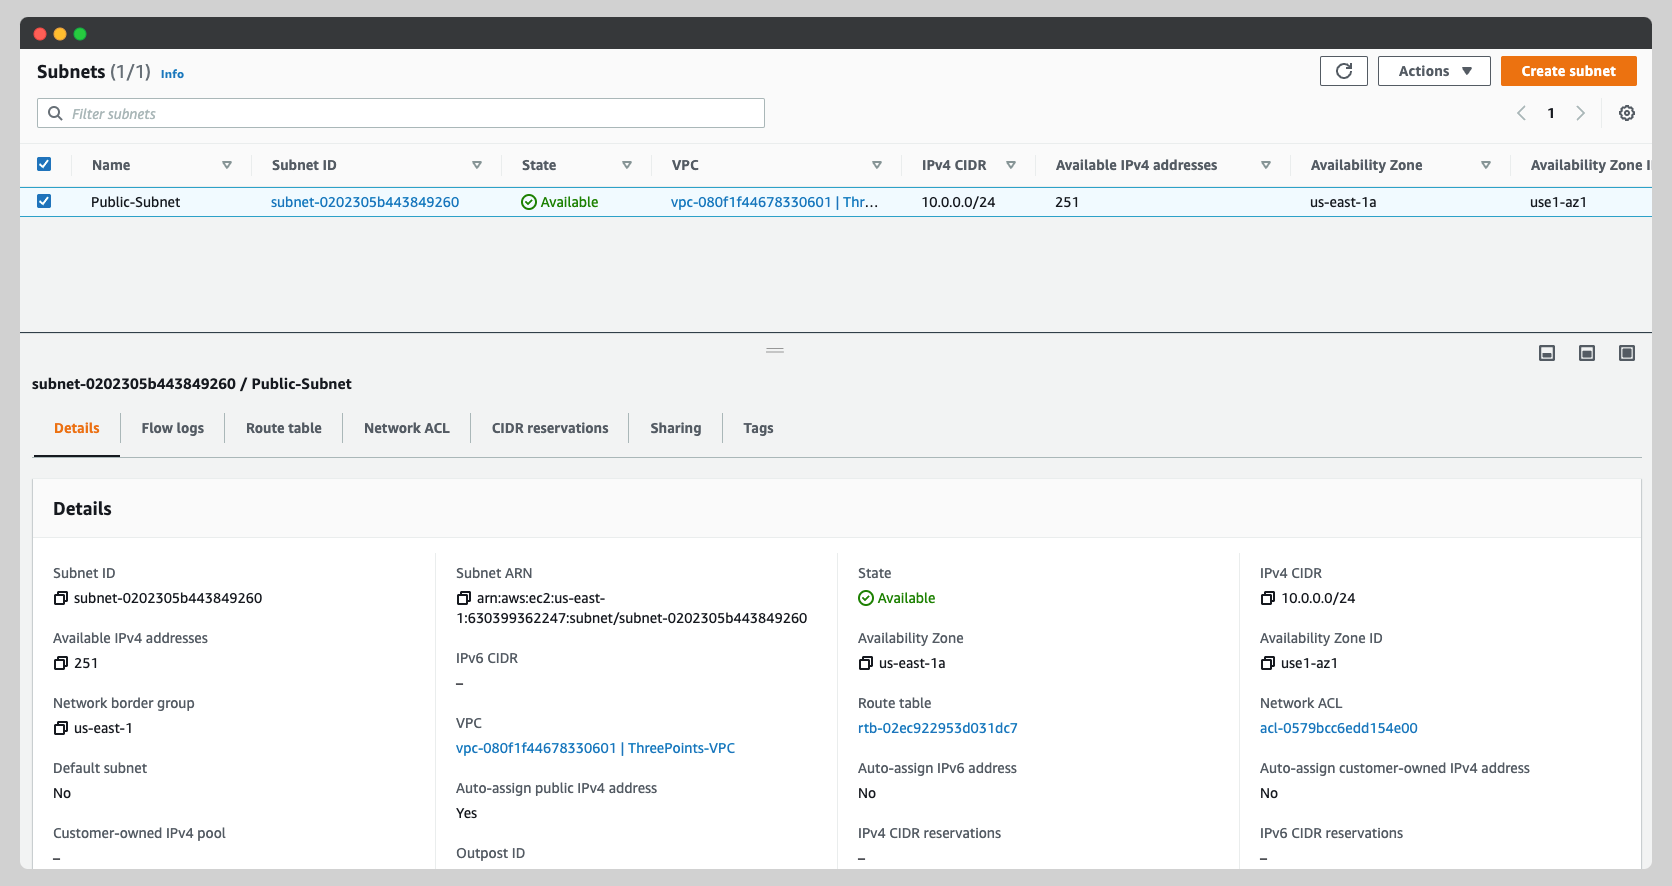 Subnets (1/1) Info
Actions
Create subnet
Filter subnets
1
Name Subnet ID State VPC IPv4 CIDR Available IPv4 addresses Availability Zone Availability Zone I
Public-Subnet subnet-0202305b443849260 Available vpc-080f1f44678330601 | Thr... 10.0.0.0/24 251 us-east-1a use1-az1
subnet-0202305b443849260 / Public-Subnet
Details Flow logs Route table Network ACL CIDR reservations Sharing Tags
Details
Subnet ID
subnet-0202305b443849260
Available IPv4 addresses
251
Network border group
us-east-1
Default subnet
No
Customer-owned IPv4 pool
–
Subnet ARN
arn:aws:ec2:us-east-
1:630399362247:subnet/subnet-0202305b443849260
IPv6 CIDR
–
VPC
vpc-080f1f44678330601 | ThreePoints-VPC
Auto-assign public IPv4 address
Yes
Outpost ID
State
Available
Availability Zone
us-east-1a
Route table
rtb-02ec922953d031dc7
Auto-assign IPv6 address
No
IPv4 CIDR reservations
–
IPv4 CIDR
10.0.0.0/24
Availability Zone ID
use1-az1
Network ACL
acl-0579bcc6edd154e00
Auto-assign customer-owned IPv4 address
No
IPv6 CIDR reservations
–